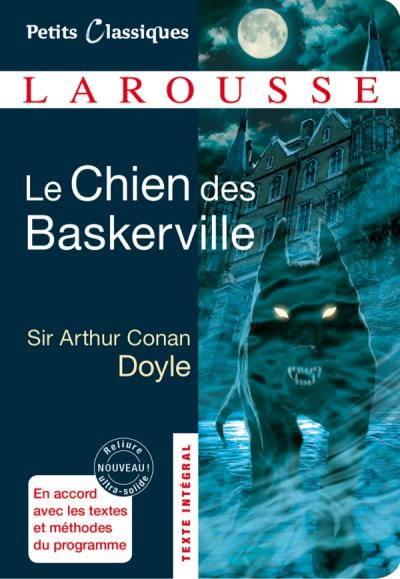 Petits Classiques
LAROUSSE
Le Chien des
Baskerville
Sir Arthur Conan
Doyle
Reliure
NOUVEAU !
ultra-solide
En accord
avec les textes
et méthodes
du programme
TEXTE INTÉGRAL